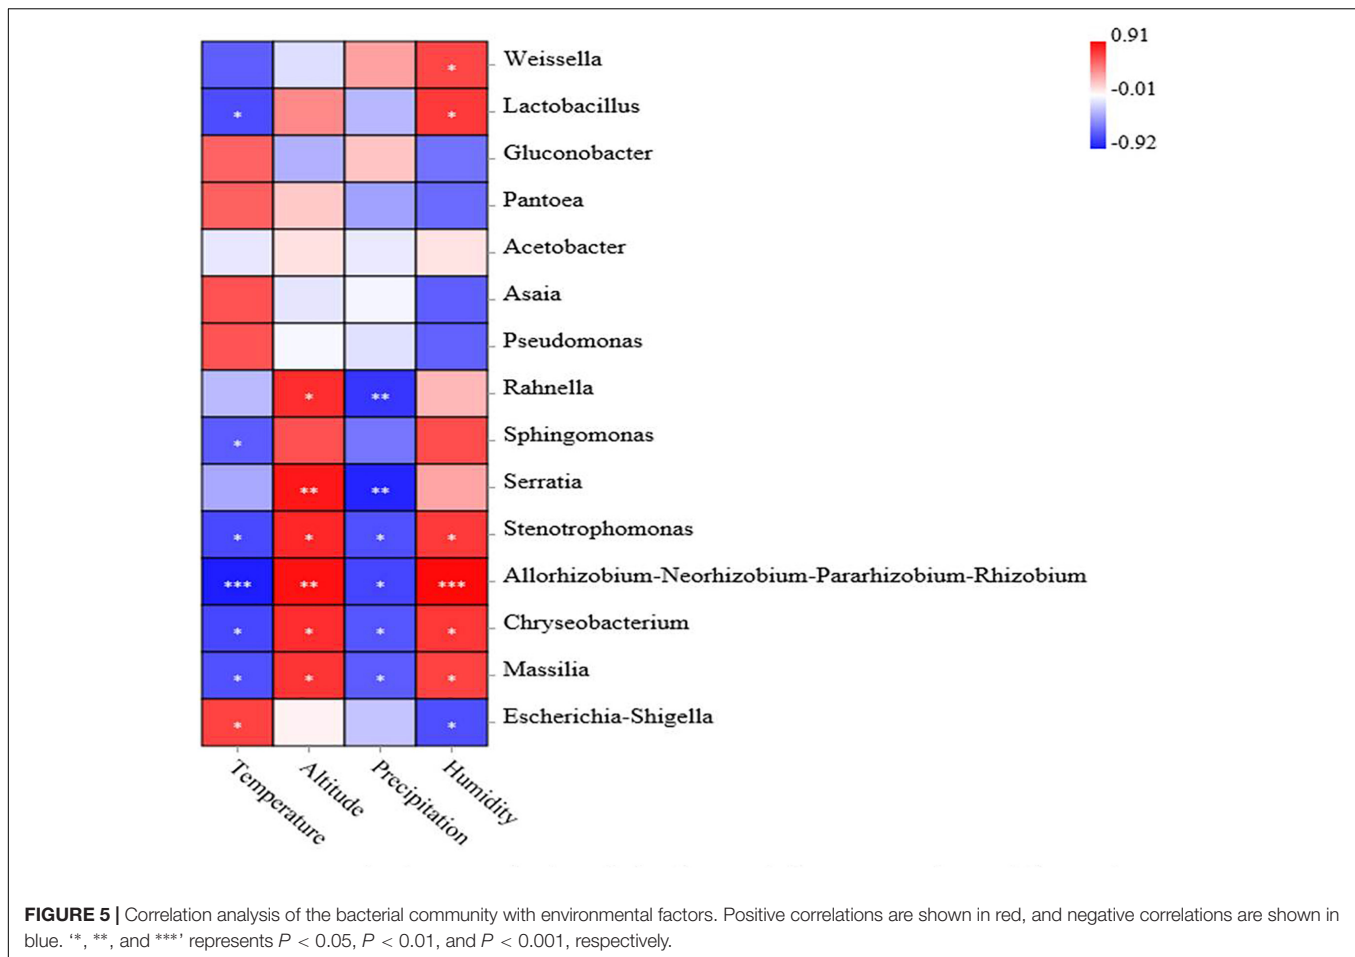 0.91
-0.01
-0.92
* Weissella
* * Lactobacillus
Gluconobacter
Pantoea
Acetobacter
Asaia
Pseudomonas
* ** Rahnella
* Sphingomonas
** ** Serratia
* * * * Stenotrophomonas
*** ** * *** Allorhizobium-Neorhizobium-Pararhizobium-Rhizobium
* * * * Chryseobacterium
* * * * Massilia
* * Escherichia-Shigella
Temperature
Altitude
Precipitation
Humidity
FIGURE 5 | Correlation analysis of the bacterial community with environmental factors. Positive correlations are shown in red, and negative correlations are shown in
blue. ‘*, **, and ***’ represents P < 0.05, P < 0.01, and P < 0.001, respectively.